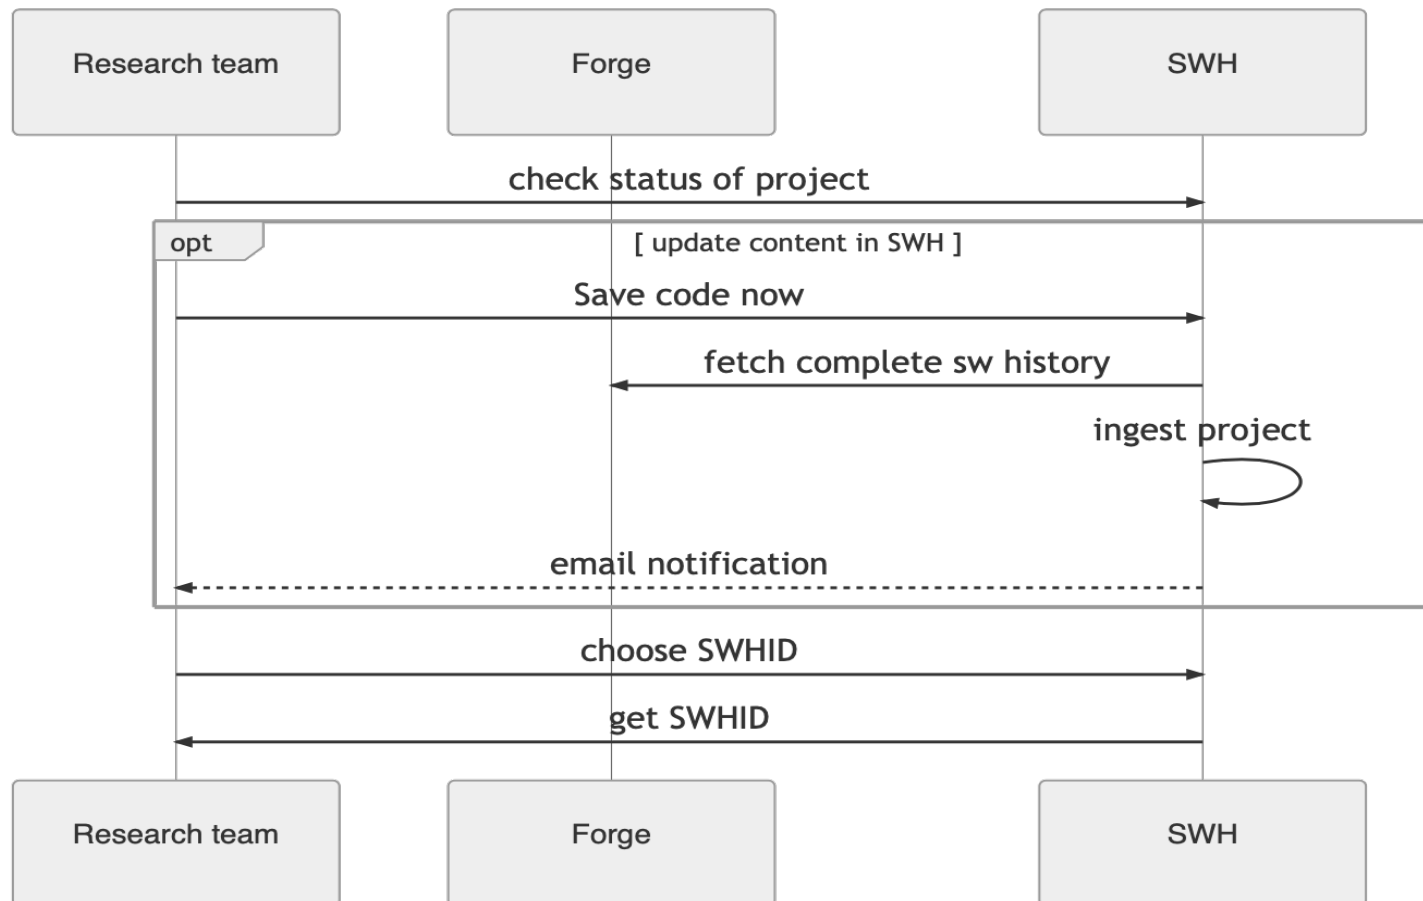 Research team
Forge
SWH
check status of project
opt
[ update content in SWH ]
Save code now
fetch complete sw history
ingest project
email notification
choose SWHID
get SWHID
Research team
Forge
SWH